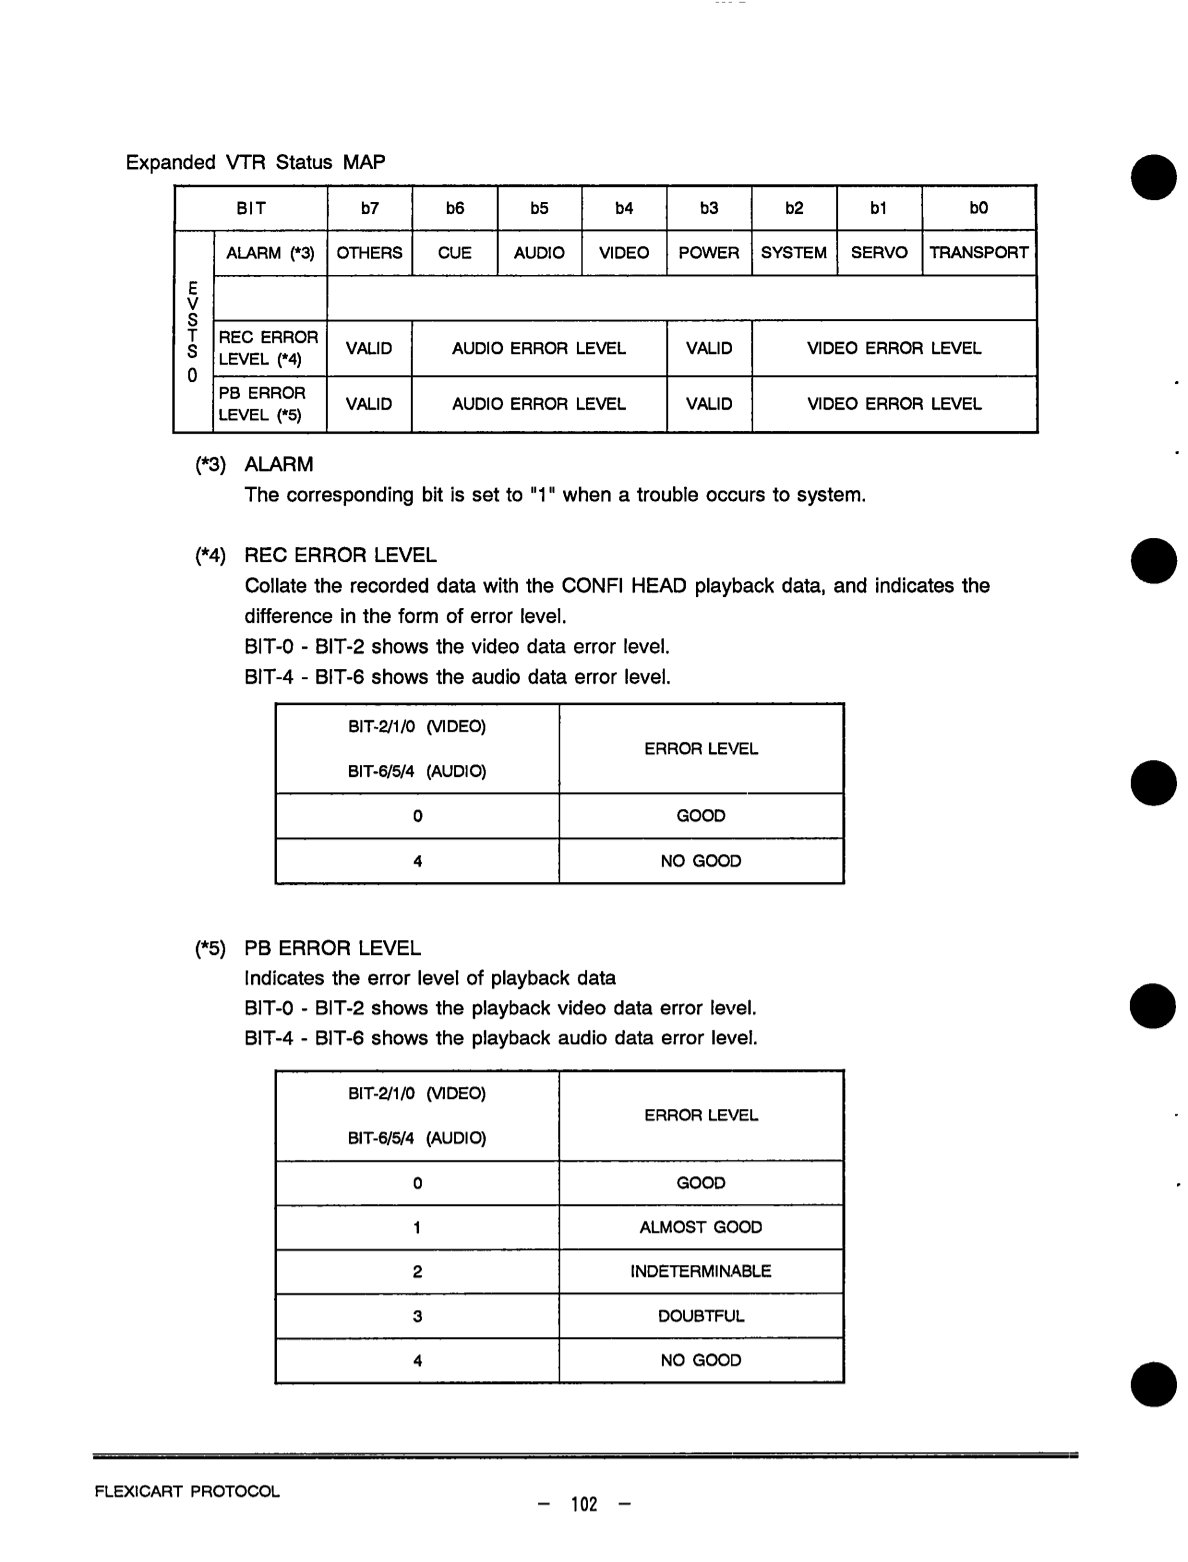 Expanded VTR Status MAP
BIT b7 b6 b5 b4 b3 b2 b1 b0
EVSTS0
ALARM (*3) OTHERS CUE AUDIO VIDEO POWER SYSTEM SERVO TRANSPORT
REC ERROR
LEVEL (*4) VALID AUDIO ERROR LEVEL VALID VIDEO ERROR LEVEL
PB ERROR
LEVEL (*5) VALID AUDIO ERROR LEVEL VALID VIDEO ERROR LEVEL
(*3) ALARM
The corresponding bit is set to "1" when a trouble occurs to system.
(*4) REC ERROR LEVEL
Collate the recorded data with the CONFI HEAD playback data, and indicates the
difference in the form of error level.
BIT-0 - BIT-2 shows the video data error level.
BIT-4 - BIT-6 shows the audio data error level.
BIT-2/1/0 (VIDEO)
BIT-6/5/4 (AUDIO)
ERROR LEVEL
0 GOOD
4 NO GOOD
(*5) PB ERROR LEVEL
Indicates the error level of playback data
BIT-0 - BIT-2 shows the playback video data error level.
BIT-4 - BIT-6 shows the playback audio data error level.
BIT-2/1/0 (VIDEO)
BIT-6/5/4 (AUDIO)
ERROR LEVEL
0 GOOD
1 ALMOST GOOD
2 INDETERMINABLE
3 DOUBTFUL
4 NO GOOD
FLEXICART PROTOCOL
- 102 -